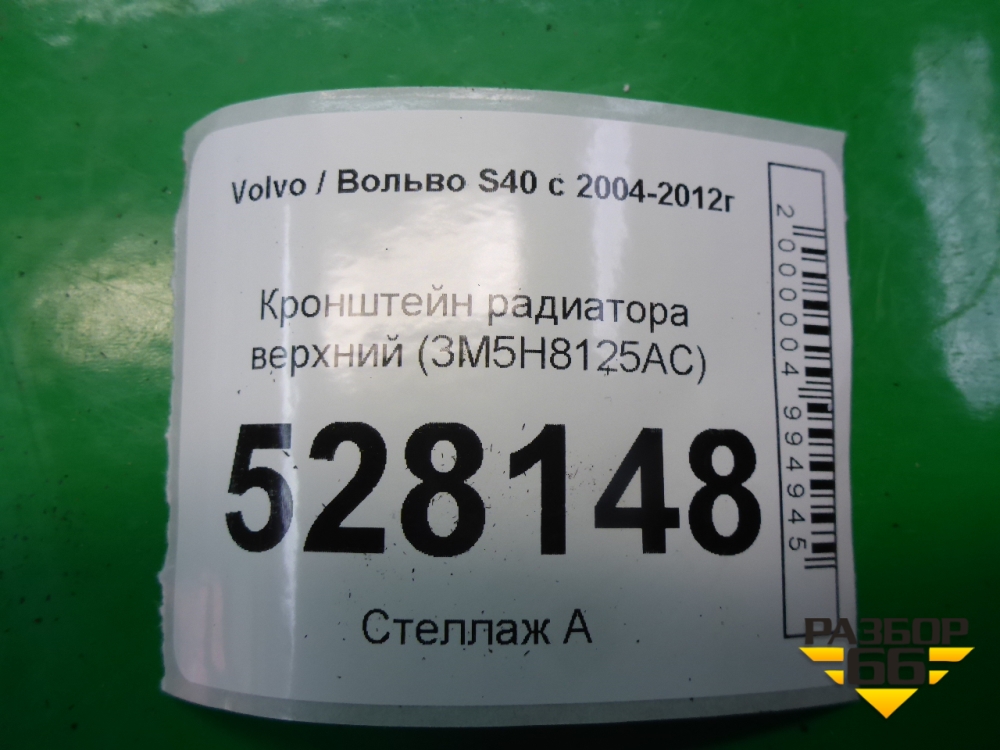 Volvo / Вольво S40 с 2004-2012г
Кронштейн радиатора
верхний (3M5H8125AC)
528148
Стеллаж А
2000004994945
РАЗБОР
66